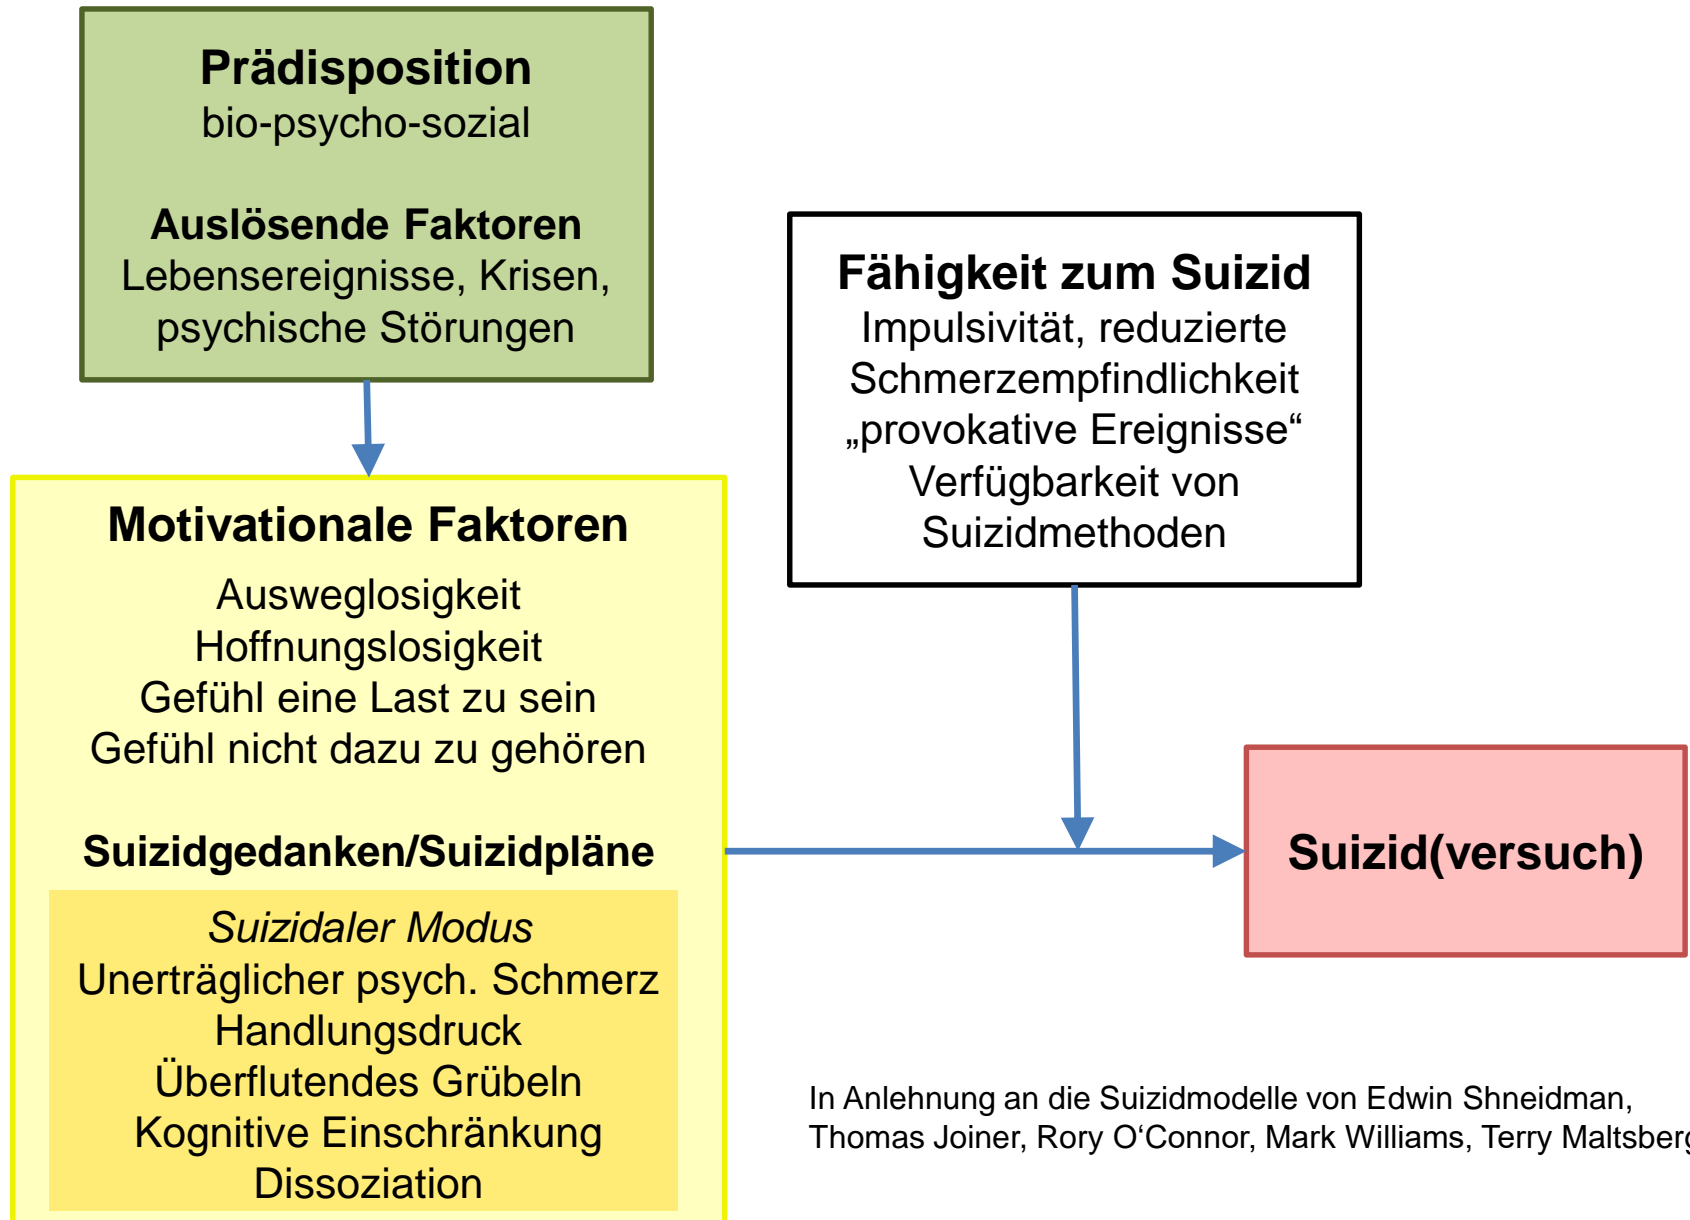 Prädisposition
bio-psycho-sozial
Auslösende Faktoren
Lebensereignisse, Krisen,
psychische Störungen
Fähigkeit zum Suizid
Impulsivität, reduzierte
Schmerzempfindlichkeit
„provokative Ereignisse“
Verfügbarkeit von
Suizidmethoden
Motivationale Faktoren
Ausweglosigkeit
Hoffnungslosigkeit
Gefühl eine Last zu sein
Gefühl nicht dazu zu gehören
Suizidgedanken/Suizidpläne
Suizidaler Modus
Unerträglicher psych. Schmerz
Handlungsdruck
Überflutendes Grübeln
Kognitive Einschränkung
Dissoziation
Suizid(versuch)
In Anlehnung an die Suizidmodelle von Edwin Shneidman,
Thomas Joiner, Rory O‘Connor, Mark Williams, Terry